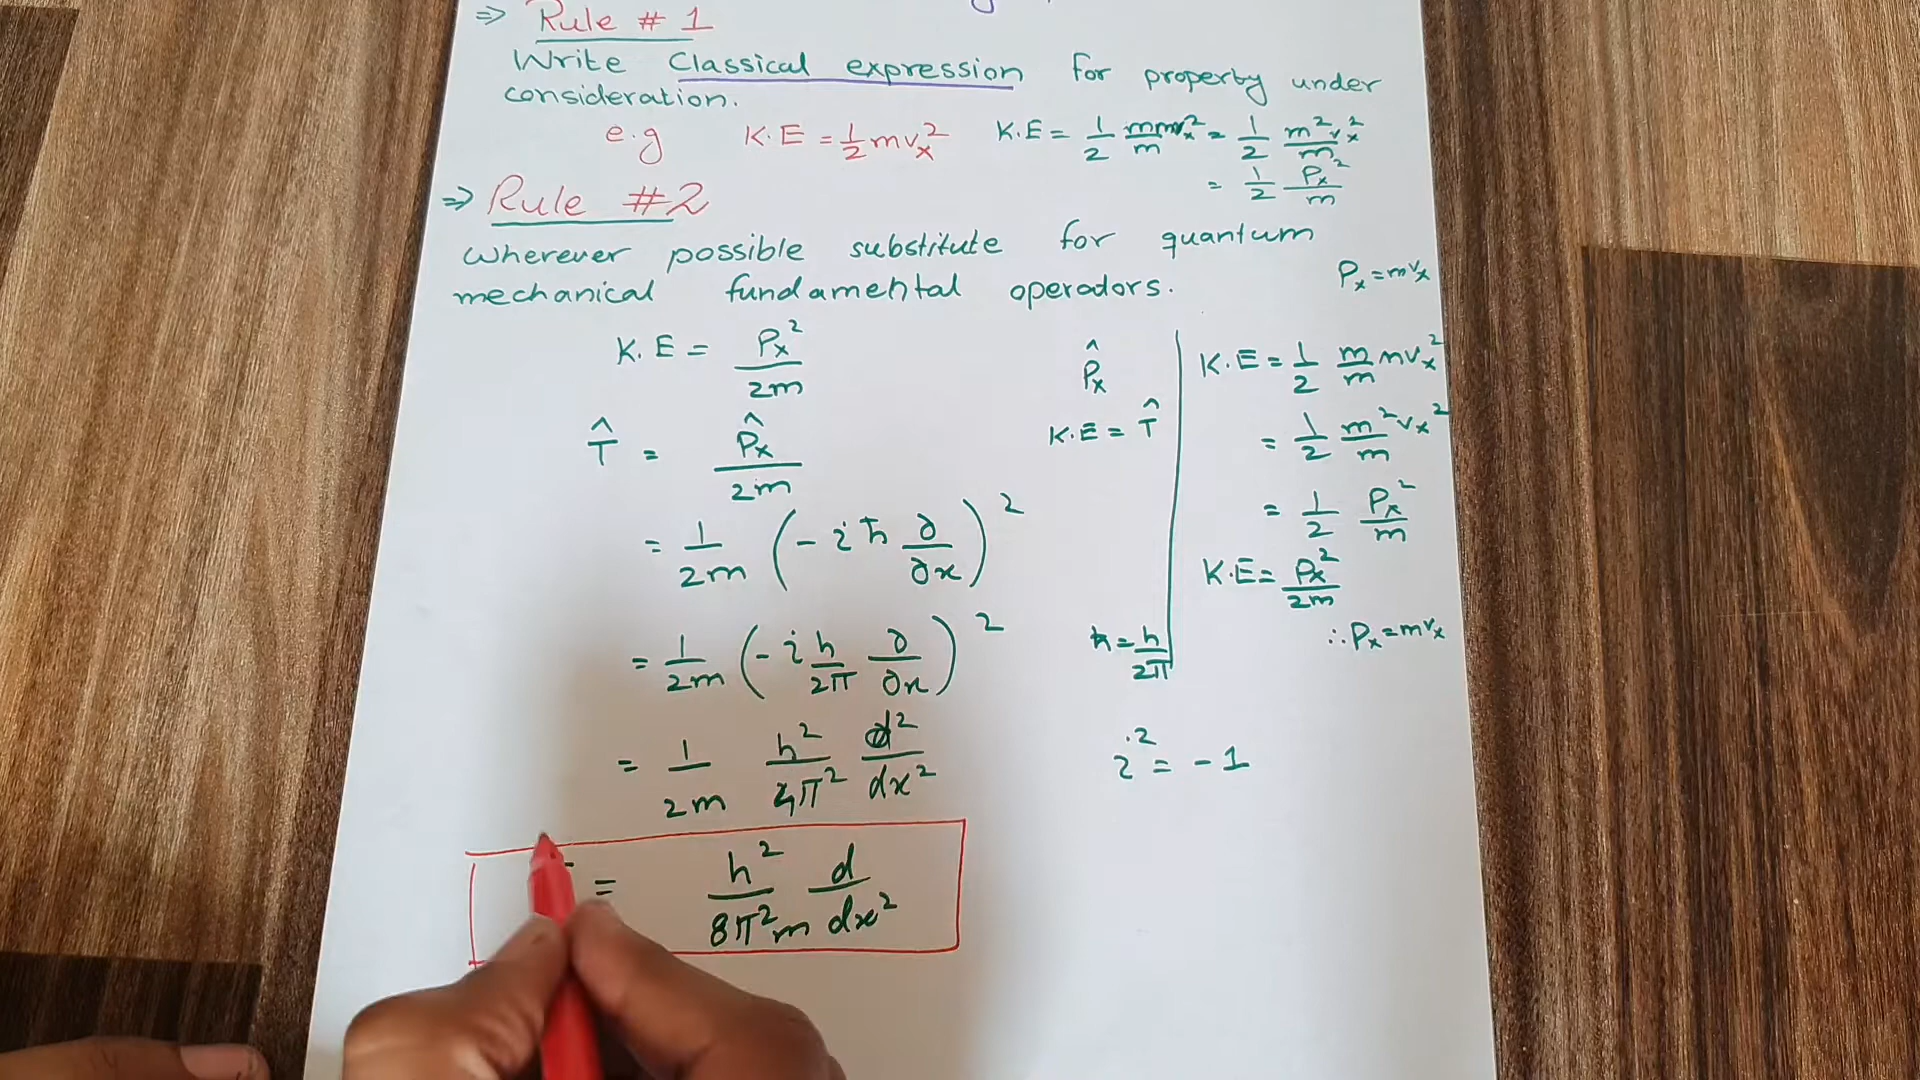 ⇒ Rule # 1
Write Classical expression for property under
consideration.
e.g K.E = 1/2 mvx² K.E = 1/2 mmvx²/m = 1/2 m²vx²/m
= 1/2 Px²/m
⇒ Rule #2
wherever possible substitute for quantum
mechanical fundamental operators.
Px = mvx
K.E = Px²/2m
T̂ = P̂x/2m
= 1/2m (-iħ ∂/∂x)²
= 1/2m (-i h/2π ∂/∂x)²
= 1/2m h²/4π² d²/dx²
= h²/8π²m d/dx²
P̂x
K.E = T̂
ħ = h/2π
i² = -1
K.E = 1/2 m/m mvx²
= 1/2 m²vx²/m
= 1/2 Px²/m
K.E = Px²/2m
∴ Px = mvx